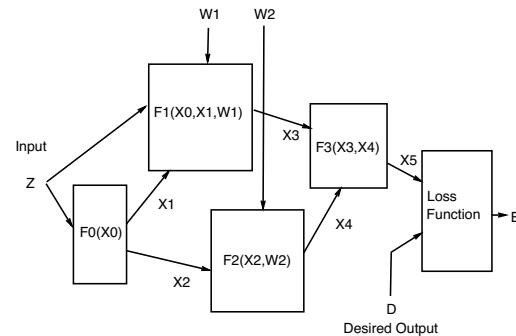 W1
W2
F1(X0,X1,W1)
X3
F3(X3,X4)
X5
Input
Z
X1
Loss
Function
F0(X0)
X4
E
F2(X2,W2)
X2
D
Desired Output